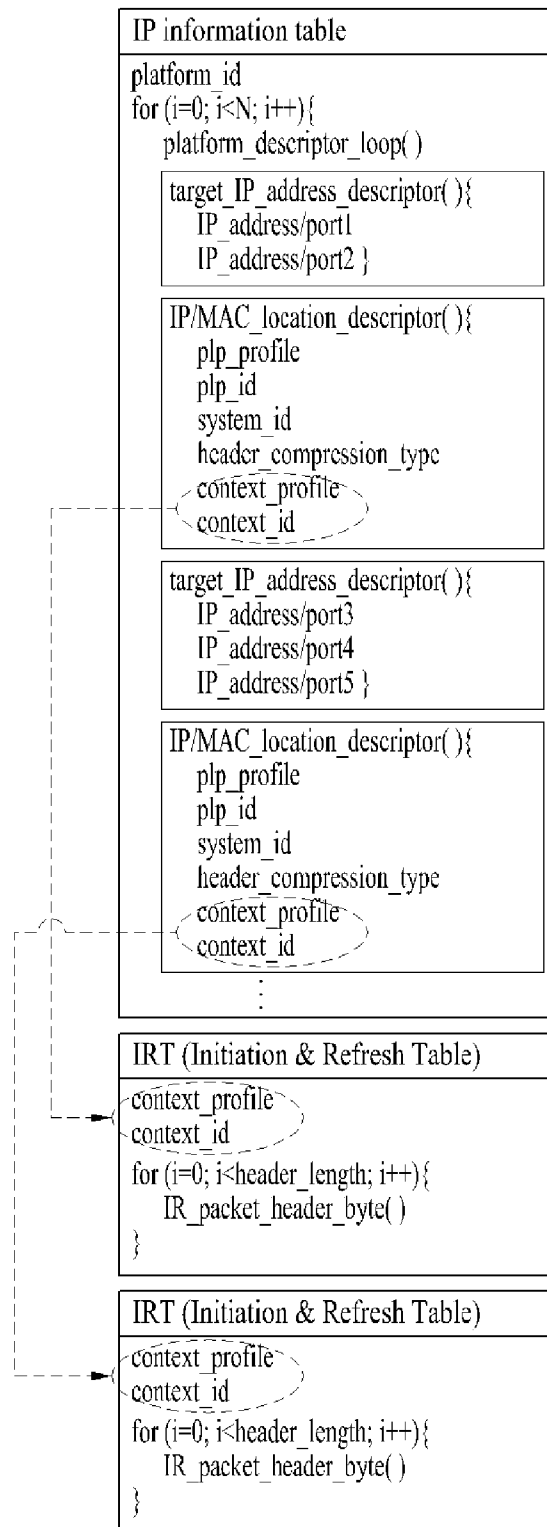 IP information table
platform_id
for (i=0; i<N; i++){
platform_descriptor_loop( )
target_IP_address_descriptor( ){
IP_address/port1
IP_address/port2 }
IP/MAC_location_descriptor( ){
plp_profile
plp_id
system_id
header_compression_type
context_profile
context_id
target_IP_address_descriptor( ){
IP_address/port3
IP_address/port4
IP_address/port5 }
IP/MAC_location_descriptor( ){
plp_profile
plp_id
system_id
header_compression_type
context_profile
context_id
⋮
IRT (Initiation & Refresh Table)
context_profile
context_id
for (i=0; i<header_length; i++){
IR_packet_header_byte( )
}
IRT (Initiation & Refresh Table)
context_profile
context_id
for (i=0; i<header_length; i++){
IR_packet_header_byte( )
}